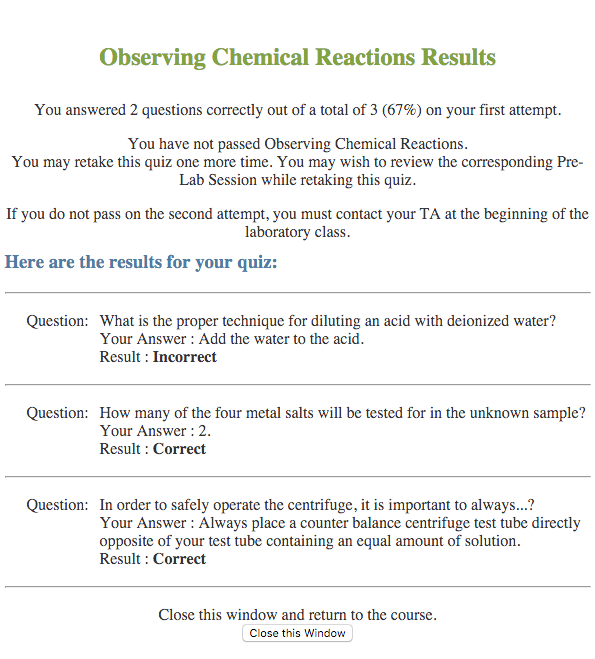 Observing Chemical Reactions Results
You answered 2 questions correctly out of a total of 3 (67%) on your first attempt.
You have not passed Observing Chemical Reactions.
You may retake this quiz one more time. You may wish to review the corresponding Pre-
Lab Session while retaking this quiz.
If you do not pass on the second attempt, you must contact your TA at the beginning of the
laboratory class.
Here are the results for your quiz:
Question: What is the proper technique for diluting an acid with deionized water?
Your Answer : Add the water to the acid.
Result : Incorrect
Question: How many of the four metal salts will be tested for in the unknown sample?
Your Answer : 2.
Result : Correct
Question: In order to safely operate the centrifuge, it is important to always...?
Your Answer : Always place a counter balance centrifuge test tube directly
opposite of your test tube containing an equal amount of solution.
Result : Correct
Close this window and return to the course.
Close this Window